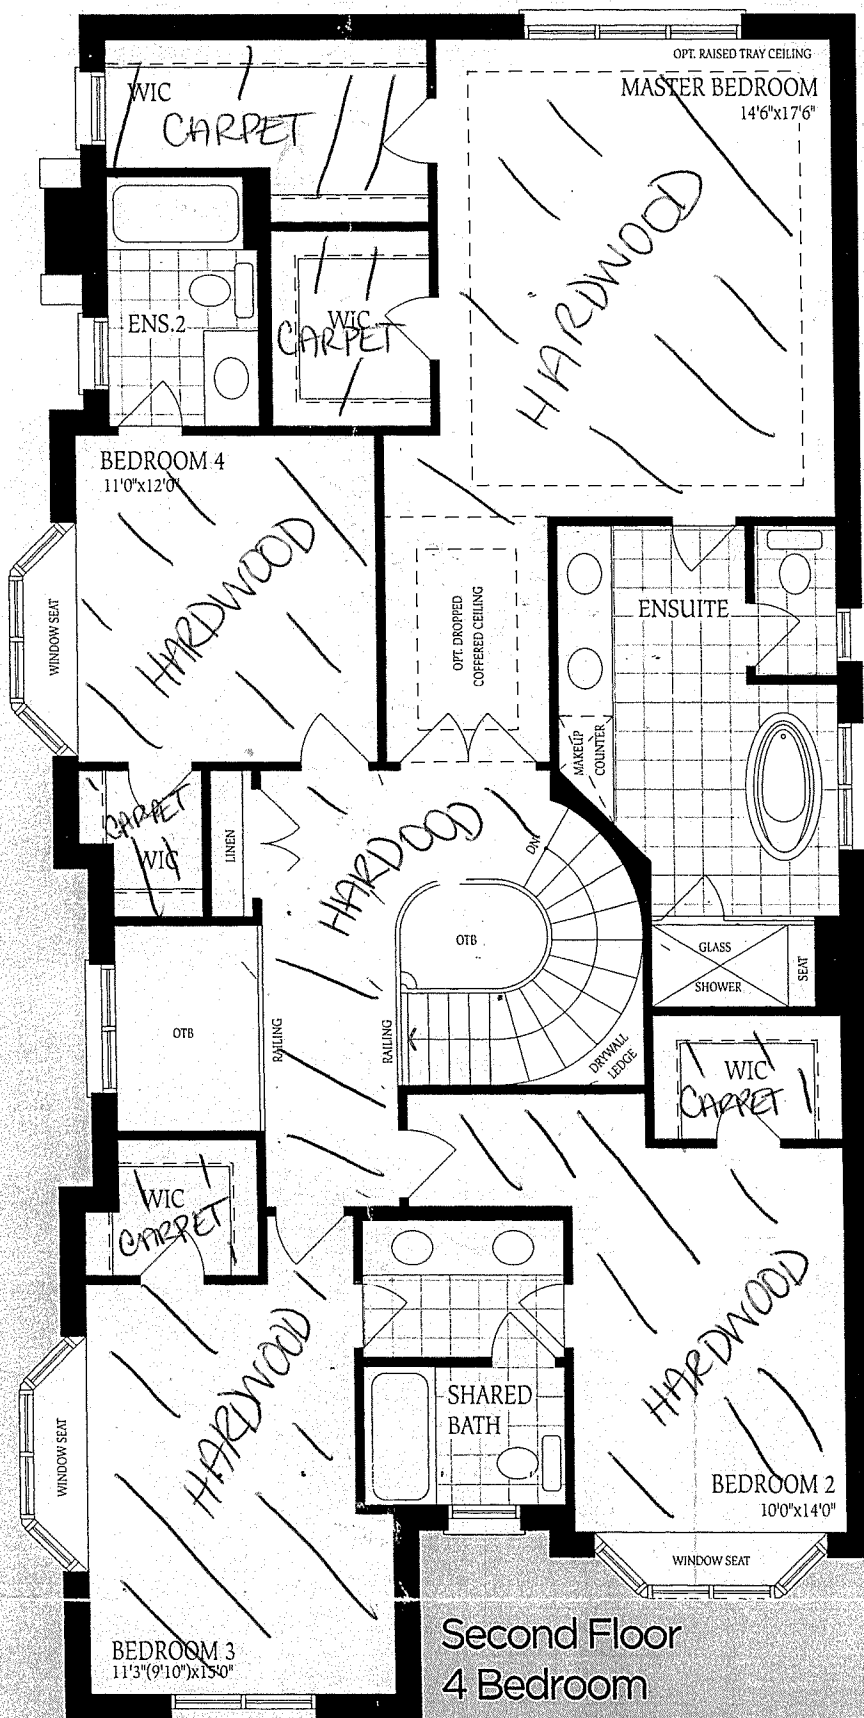 OPT. RAISED TRAY CEILING
MASTER BEDROOM
14'6"x17'6"
WIC
CARPET
HARDWOOD
WIC
CARPET
ENS.2
BEDROOM 4
11'0"x12'0"
HARDWOOD
WINDOW SEAT
OPT. DROPPED
COFFERED CEILING
ENSUITE
MAKEUP
COUNTER
CARPET
WIC
LINEN
HARDOOD
DN
OTB
GLASS
SHOWER
SEAT
OTB
RAILING
RAILING
DRYWALL
LEDGE
WIC
CARPET
WIC
CARPET
HARDWOOD
HARDWOOD
WINDOW SEAT
SHARED
BATH
BEDROOM 2
10'0"x14'0"
WINDOW SEAT
BEDROOM 3
11'3"(9'10")x15'0"
Second Floor
4 Bedroom